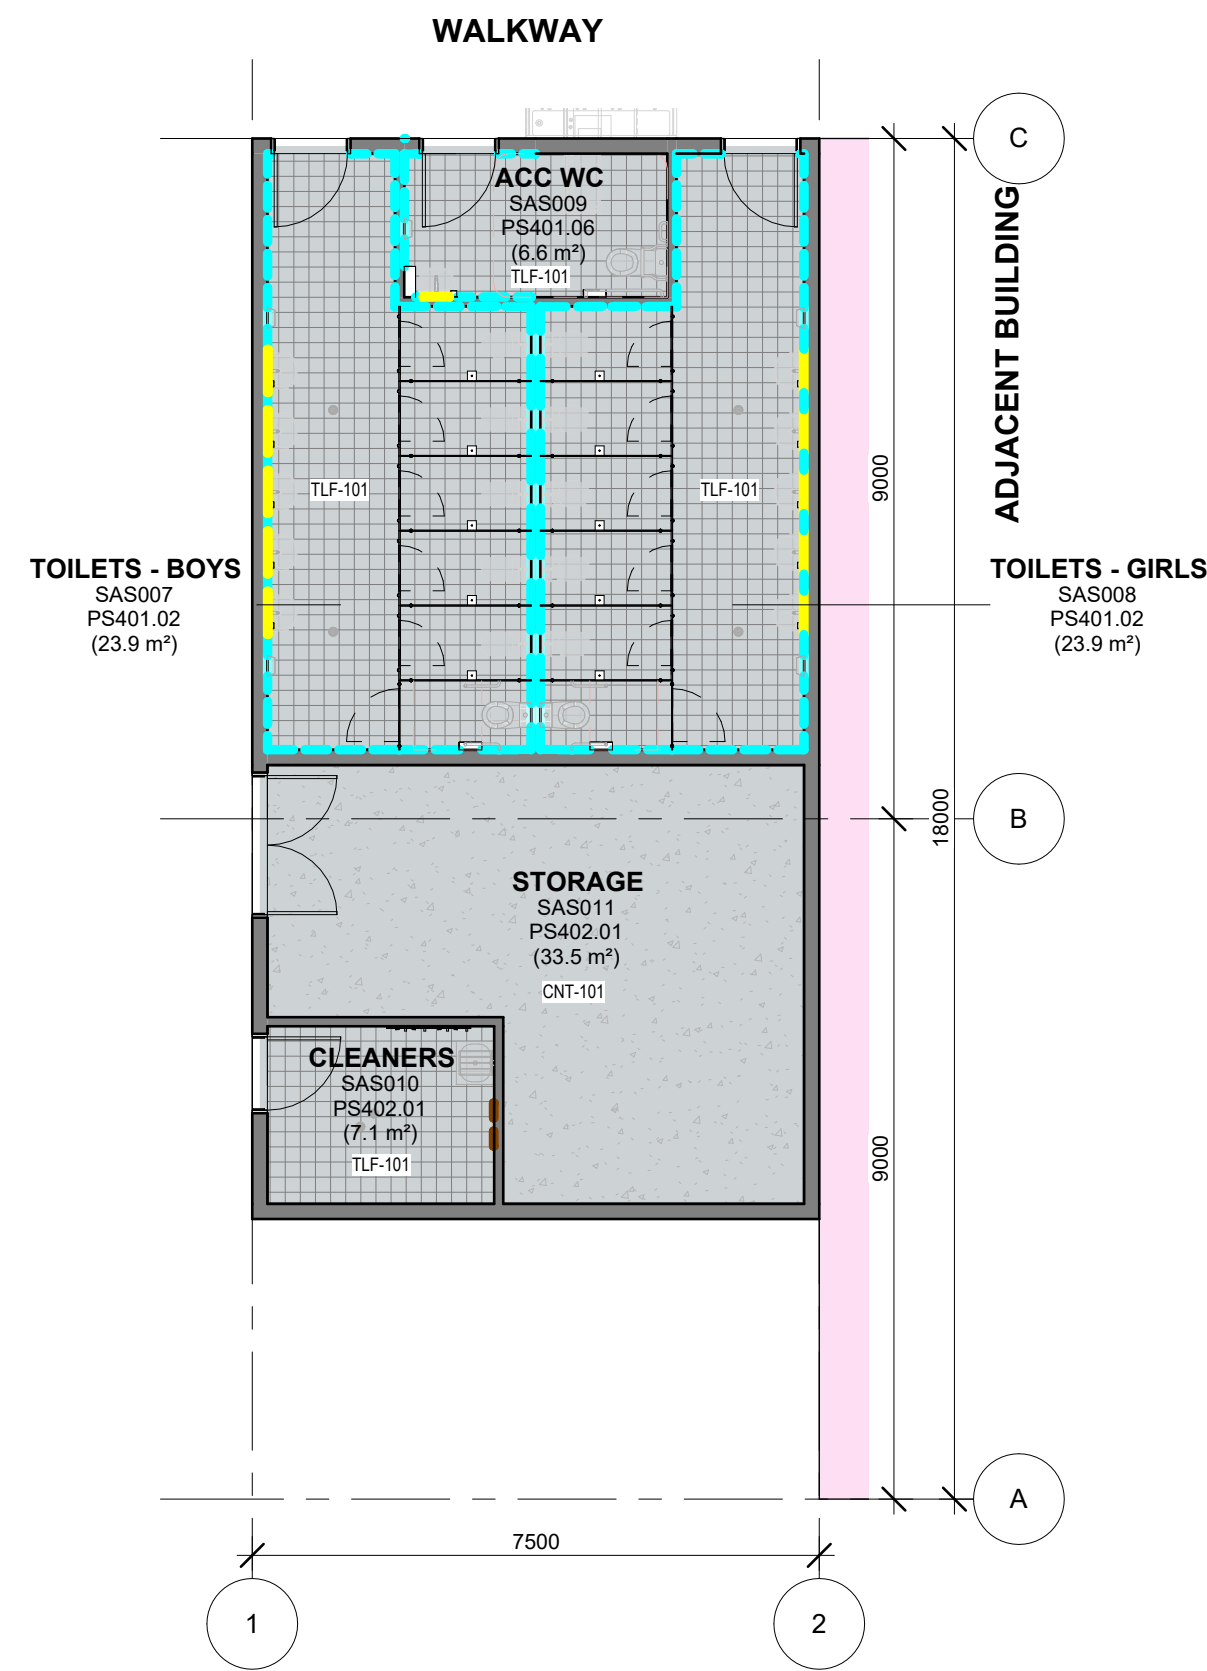 WALKWAY
C
ACC WC
SAS009
PS401.06
(6.6 m²)
TLF-101
ADJACENT BUILDING
9000
TLF-101
TLF-101
TOILETS - BOYS
SAS007
PS401.02
(23.9 m²)
TOILETS - GIRLS
SAS008
PS401.02
(23.9 m²)
18000
B
STORAGE
SAS011
PS402.01
(33.5 m²)
CNT-101
CLEANERS
SAS010
PS402.01
(7.1 m²)
TLF-101
9000
A
7500
1
2